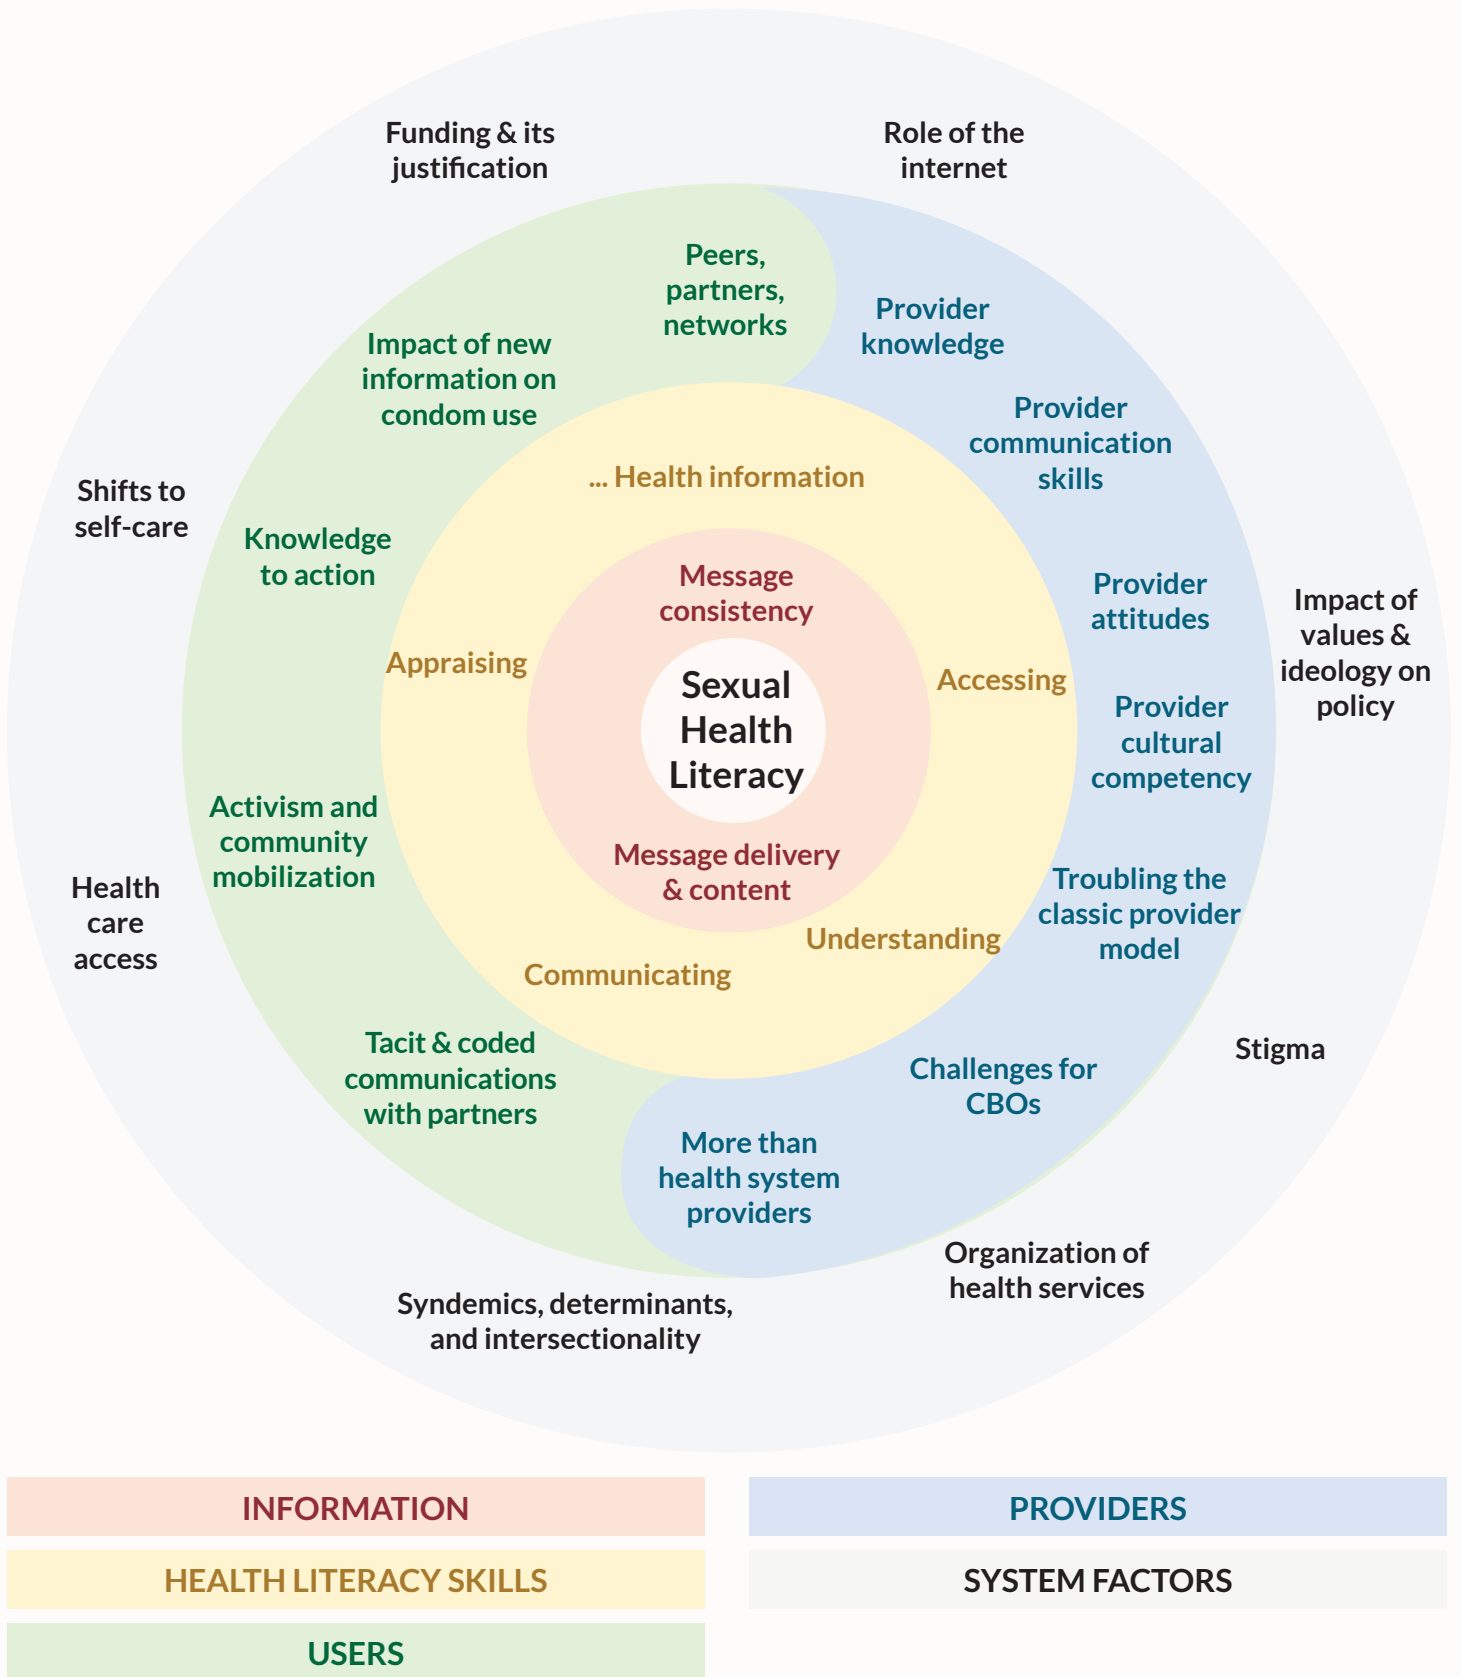 Funding & its
justification
Role of the
internet
Peers,
partners,
networks
Provider
knowledge
Impact of new
information on
condom use
Provider
communication
skills
... Health information
Shifts to
self-care
Knowledge
to action
Message
consistency
Provider
attitudes
Impact of
values &
ideology on
policy
Appraising
Accessing
Sexual
Health
Literacy
Provider
cultural
competency
Activism and
community
mobilization
Message delivery
& content
Troubling the
classic provider
model
Health
care
access
Understanding
Communicating
Tacit & coded
communications
with partners
Stigma
Challenges for
CBOs
More than
health system
providers
Organization of
health services
Syndemics, determinants,
and intersectionality
INFORMATION
PROVIDERS
HEALTH LITERACY SKILLS
SYSTEM FACTORS
USERS